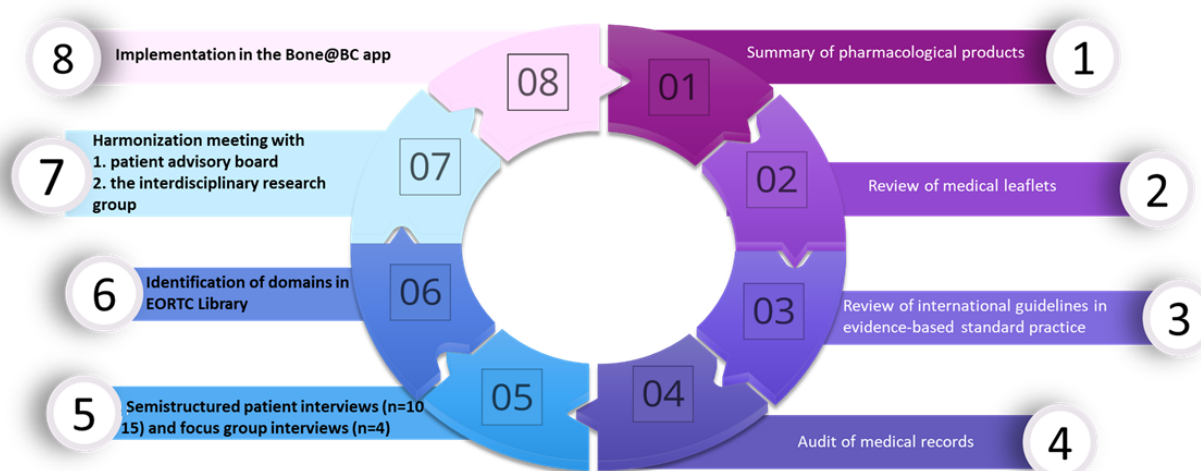 8
Implementation in the Bone@BC app
08
01
Summary of pharmacological products
1
7
Harmonization meeting with
1. patient advisory board
2. the interdisciplinary research
group
07
02
Review of medical leaflets
2
6
Identification of domains in
EORTC Library
06
03
Review of international guidelines in
evidence-based standard practice
3
5
Semistructured patient interviews (n=10
15) and focus group interviews (n=4)
05
04
Audit of medical records
4